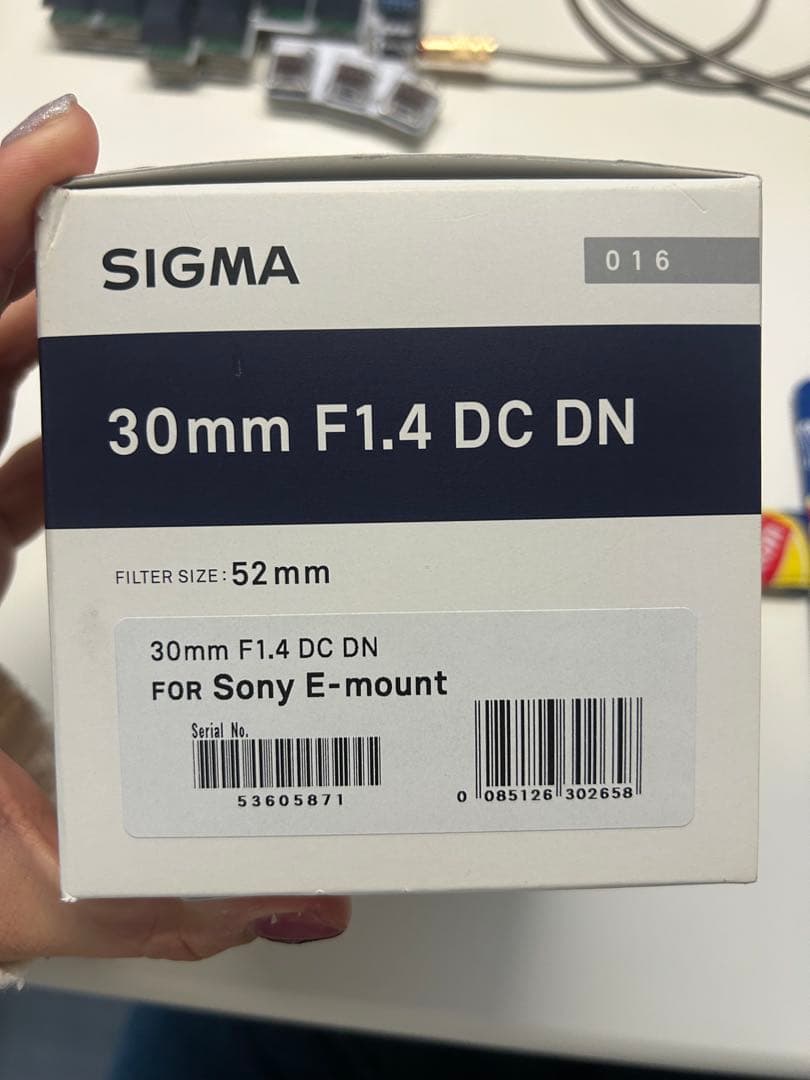 SIGMA
016
30mm F1.4 DC DN
FILTER SIZE: 52mm
30mm F1.4 DC DN
FOR Sony E-mount
Serial No.
53605871
0 085126 302658